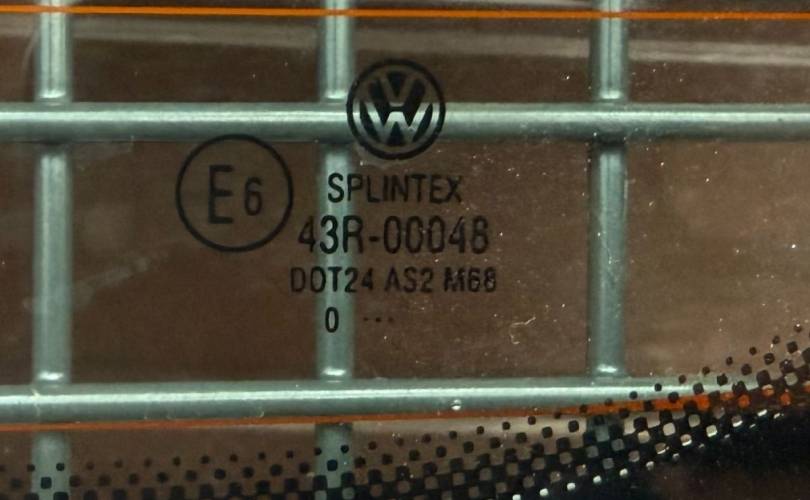 E6
SPLINTEX
43R-00048
DOT24 AS2 M68
0 ...